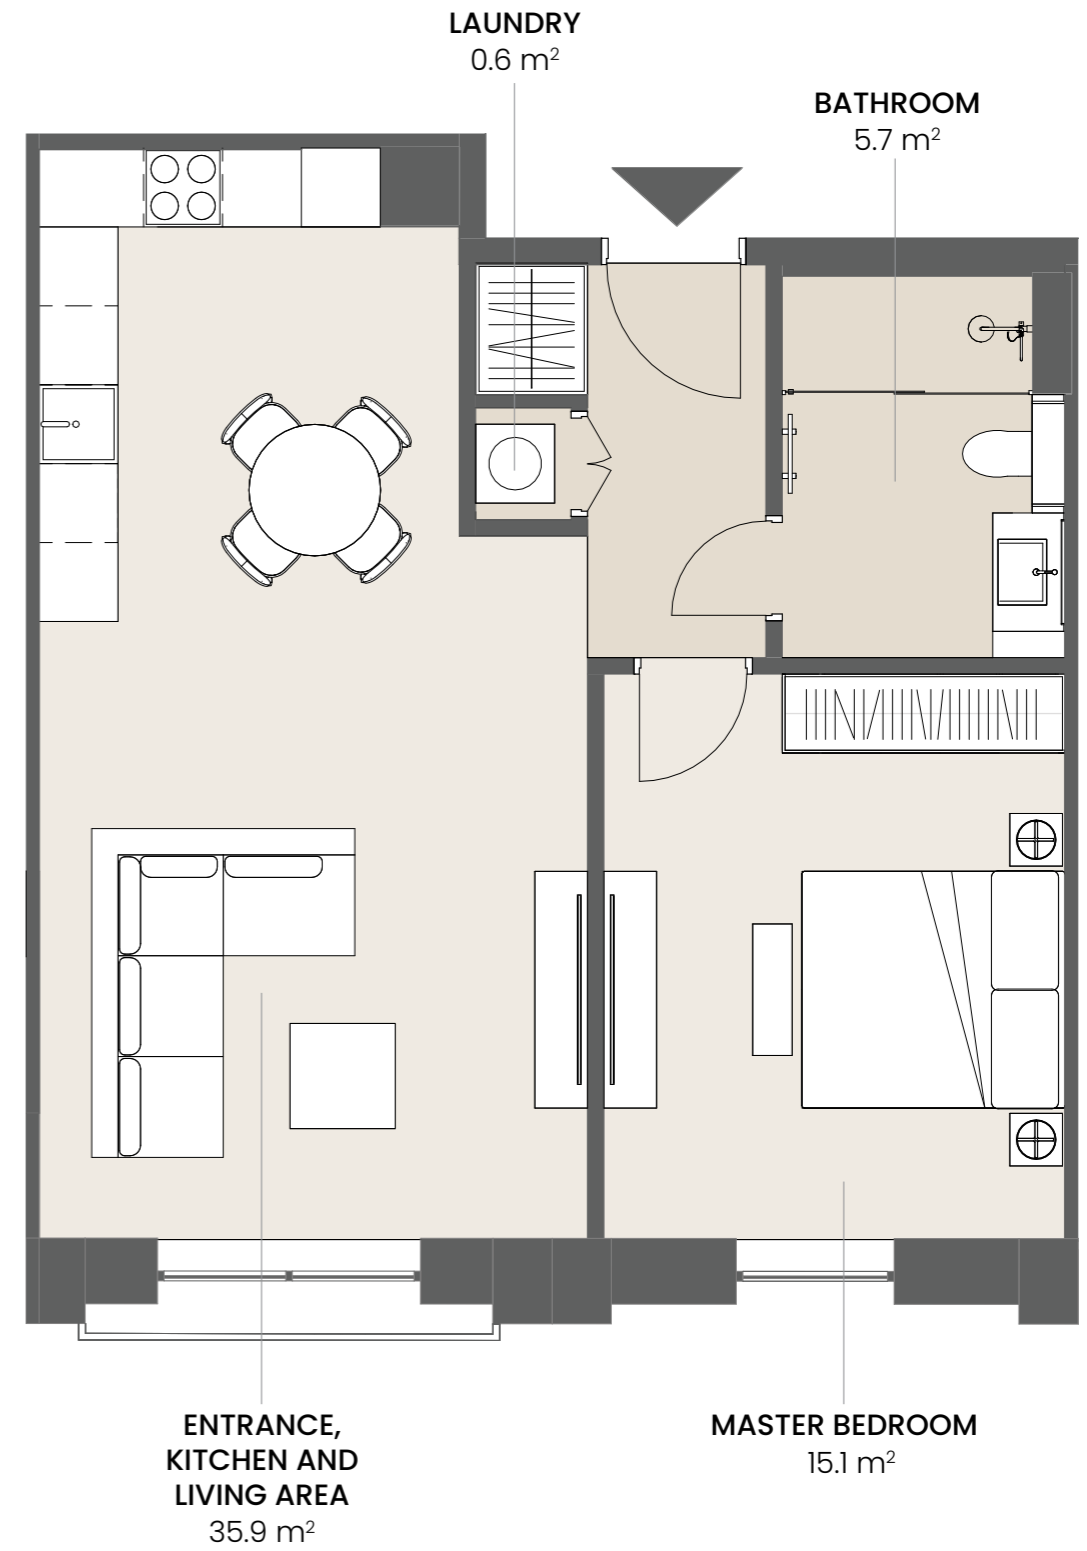 LAUNDRY
0.6 m²
BATHROOM
5.7 m²
ENTRANCE,
KITCHEN AND
LIVING AREA
35.9 m²
MASTER BEDROOM
15.1 m²